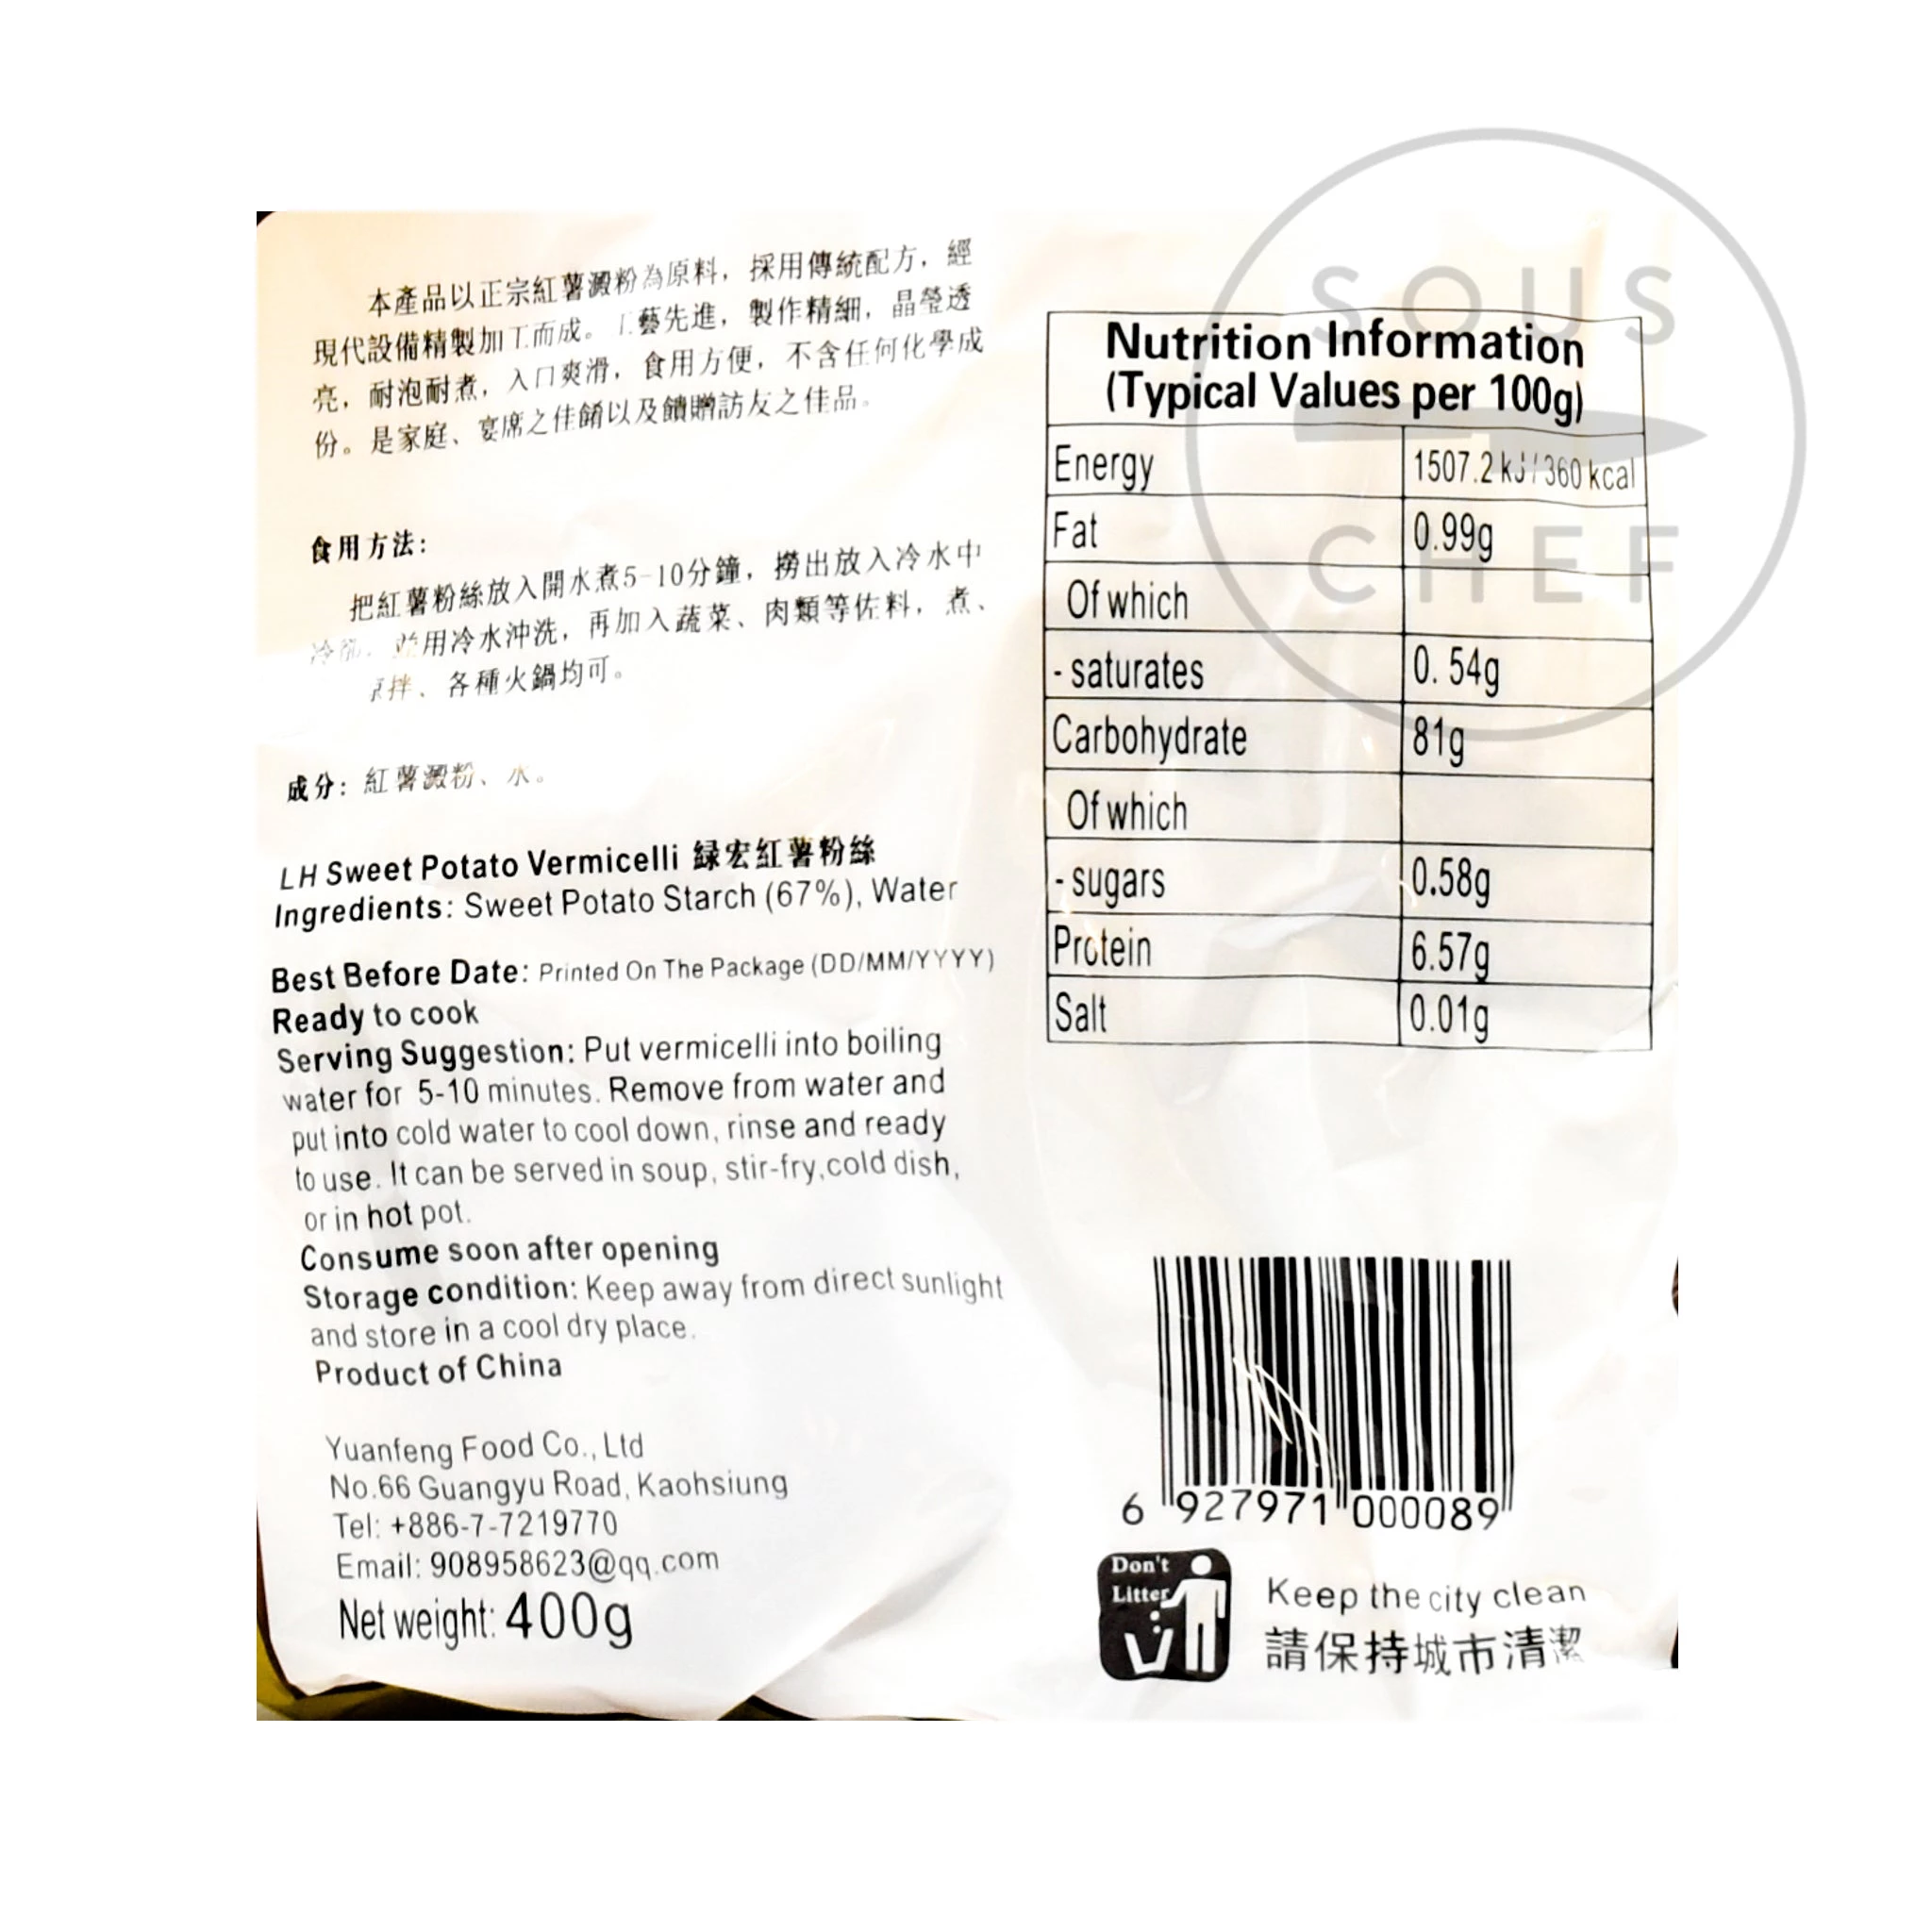 本產品以正宗紅薯澱粉為原料，採用傳統配方，經
現代設備精製加工而成。工藝先進，製作精細，晶瑩透
亮，耐泡耐煮，入口爽滑，食用方便，不含任何化學成
份。是家庭、宴席之佳餚以及饋贈訪友之佳品。
食用方法：
把紅薯粉絲放入開水煮5-10分鐘，撈出放入冷水中
冷卻，並用冷水沖洗，再加入蔬菜、肉類等佐料，煮、
拌、各種火鍋均可。
成分：紅薯澱粉、水。
LH Sweet Potato Vermicelli 緑宏紅薯粉絲
Ingredients: Sweet Potato Starch (67%), Water
Best Before Date: Printed On The Package (DD/MM/YYYY)
Ready to cook
Serving Suggestion: Put vermicelli into boiling
water for 5-10 minutes. Remove from water and
put into cold water to cool down, rinse and ready
to use. It can be served in soup, stir-fry,cold dish,
or in hot pot.
Consume soon after opening
Storage condition: Keep away from direct sunlight
and store in a cool dry place.
Product of China
Yuanfeng Food Co., Ltd
No.66 Guangyu Road, Kaohsiung
Tel: +886-7-7219770
Email: 908958623@qq.com
Net weight: 400g
SOUS
CHEF
Nutrition Information
(Typical Values per 100g)
Energy 1507.2 kJ/360 kcal
Fat 0.99g
Of which
- saturates 0. 54g
Carbohydrate 81g
Of which
- sugars 0.58g
Protein 6.57g
Salt 0.01g
6 927971 000089
Don't
Litter
Keep the city clean
請保持城市清潔